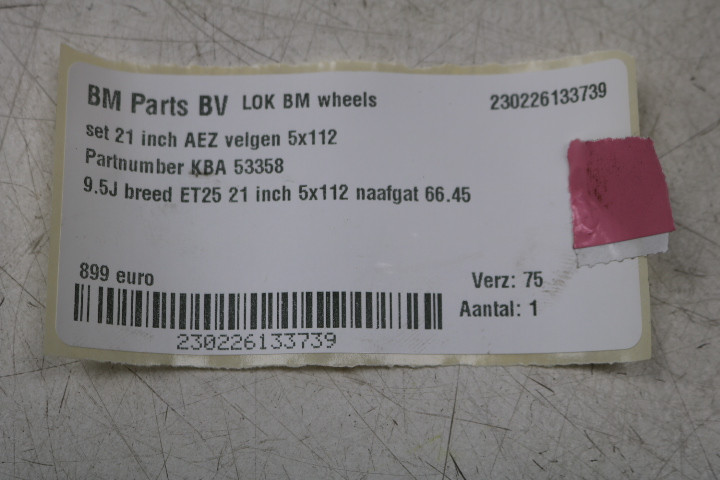 BM Parts BV LOK BM wheels 230226133739
set 21 inch AEZ velgen 5x112
Partnumber KBA 53358
9.5J breed ET25 21 inch 5x112 naafgat 66.45
899 euro Verz: 75
Aantal: 1
230226133739